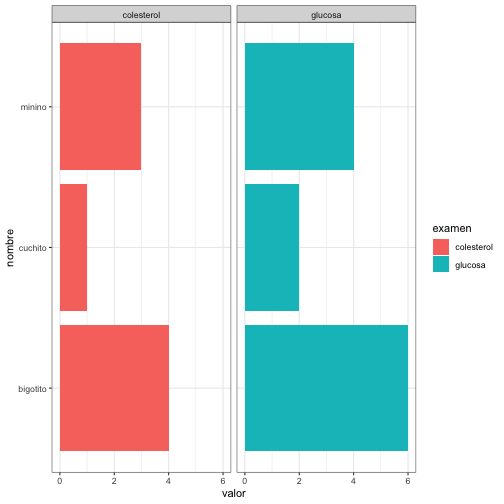 colesterol glucosa
minino
cuchito
bigotito
nombre
0 2 4 6 0 2 4 6
valor
examen
colesterol
glucosa